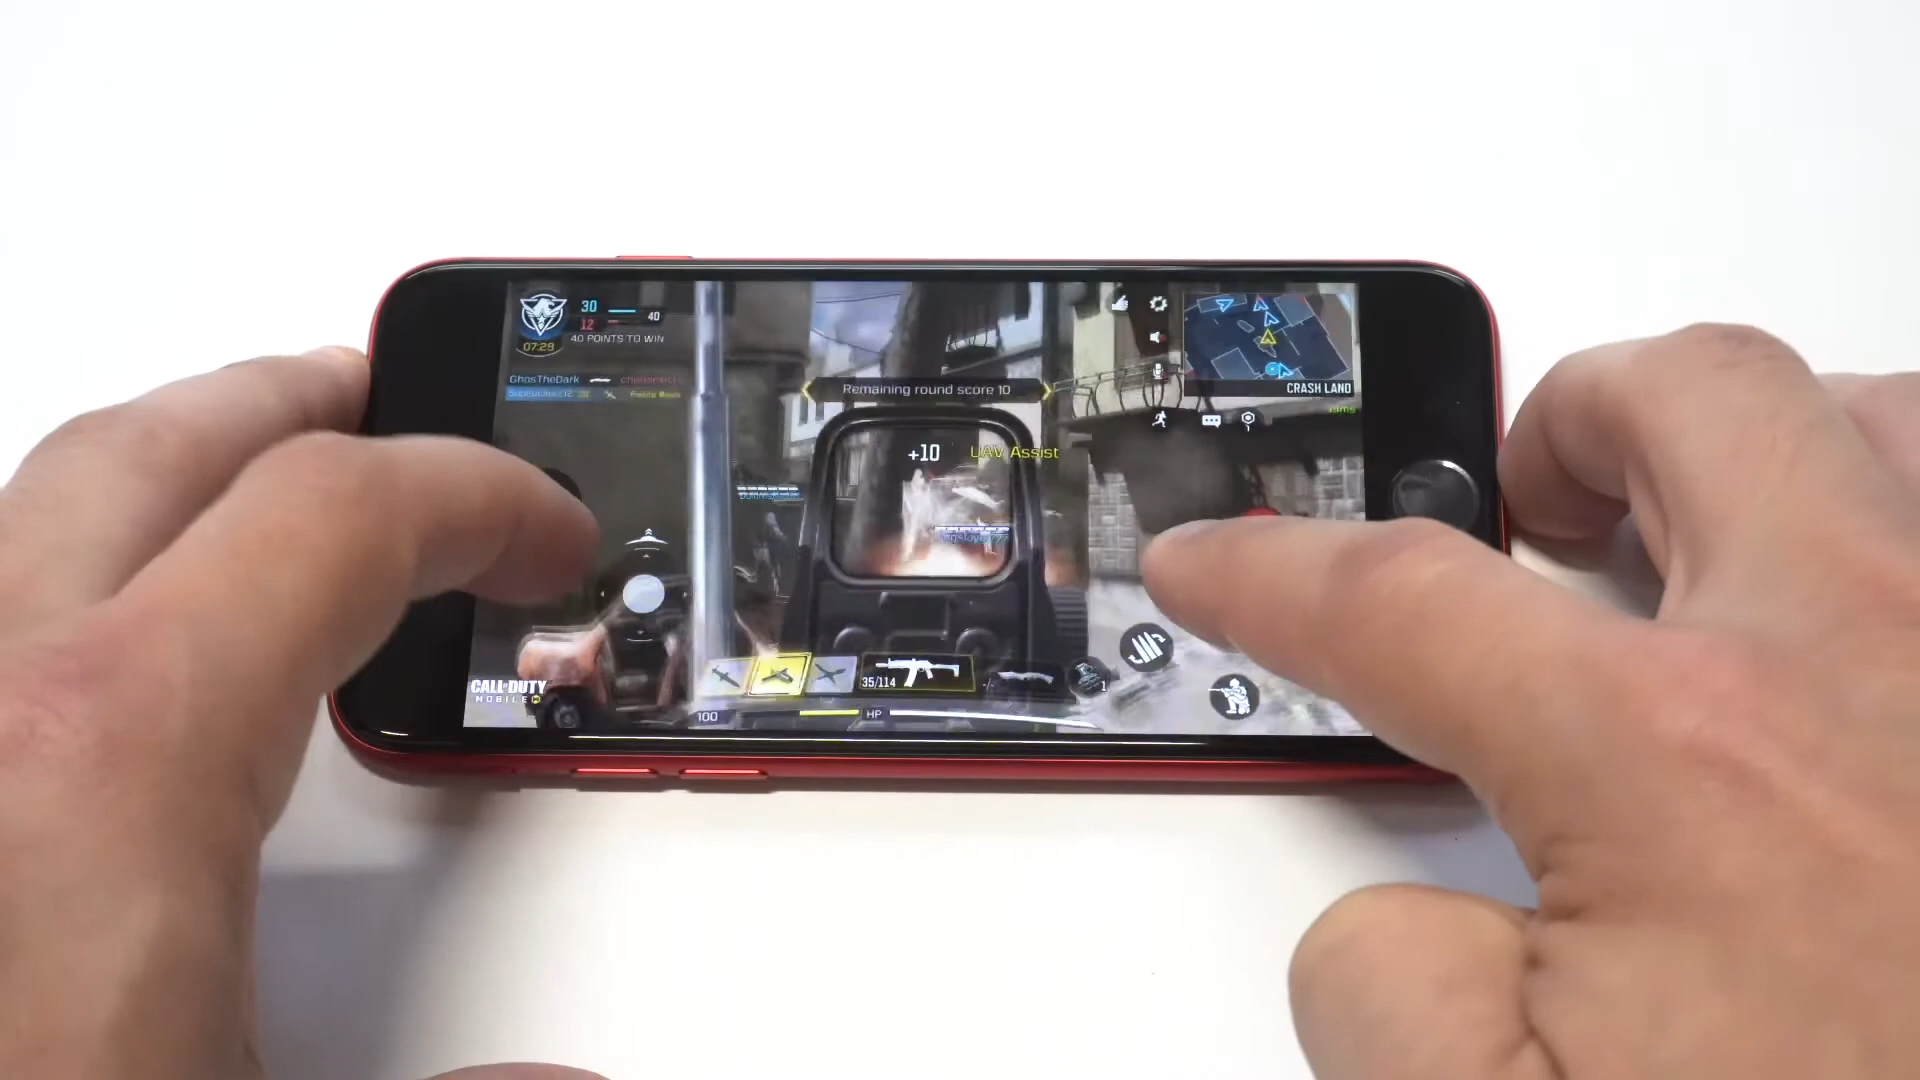 30
12
40
07:29
40 POINTS TO WIN
GhosTheDark
Remaining round score 10
CRASH LAND
+10 UAV Assist
35/114
1
CALL OF DUTY
MOBILE
100
HP